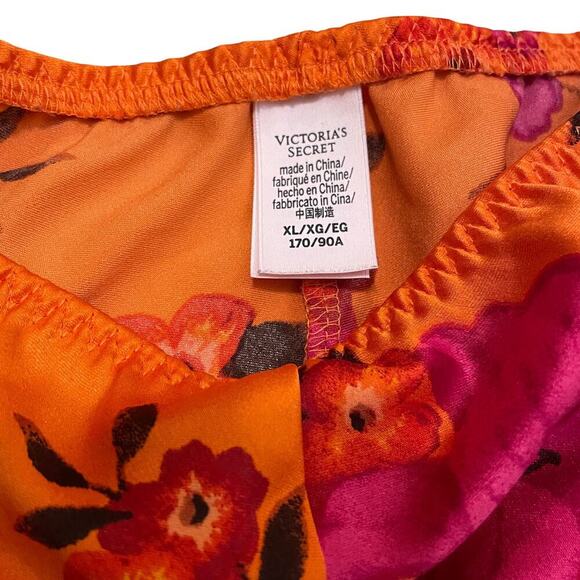 VICTORIA'S
SECRET
made in China/
fabriqué en Chine/
hecho en China/
fabbricato in Cina/
中国制造
XL/XG/EG
170/90A